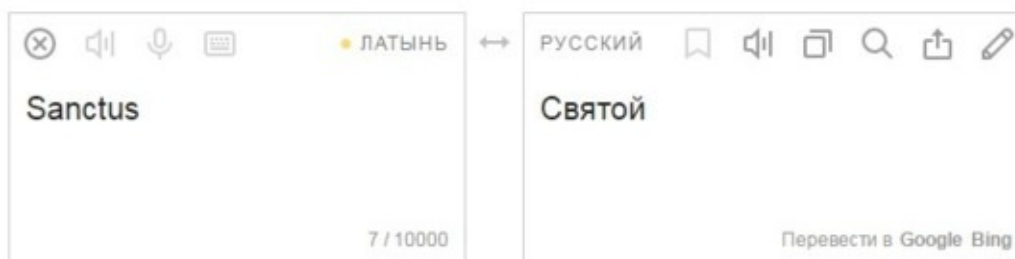 ЛАТЫНЬ
РУССКИЙ
Sanctus
Святой
7 / 10000
Перевести в Google Bing